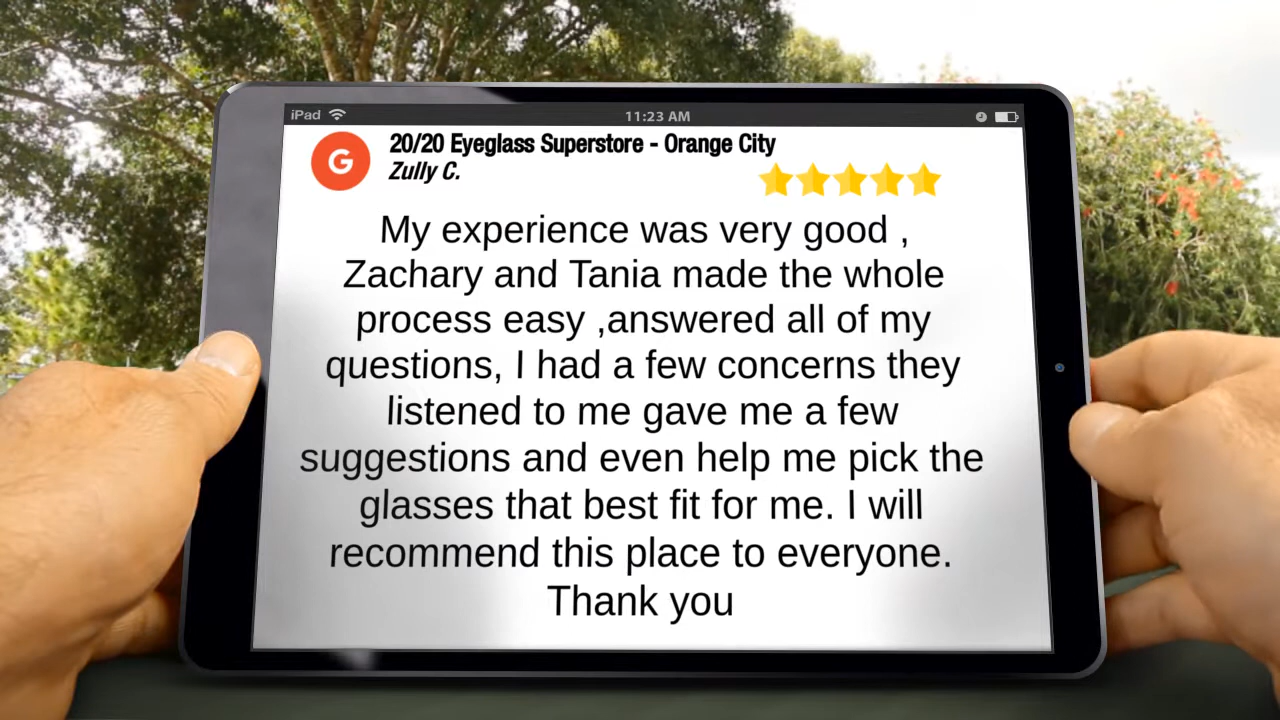 iPad 11:23 AM
G
20/20 Eyeglass Superstore - Orange City
Zully C.
My experience was very good ,
Zachary and Tania made the whole
process easy ,answered all of my
questions, I had a few concerns they
listened to me gave me a few
suggestions and even help me pick the
glasses that best fit for me. I will
recommend this place to everyone.
Thank you